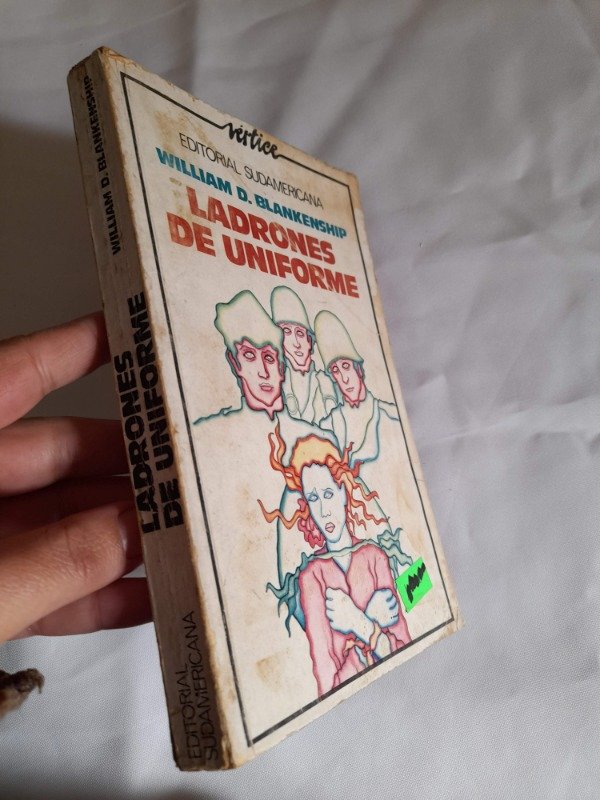 vértice
EDITORIAL SUDAMERICANA
WILLIAM D. BLANKENSHIP
LADRONES
DE UNIFORME
WILLIAM D. BLANKENSHIP
LADRONES
DE UNIFORME
EDITORIAL
SUDAMERICANA